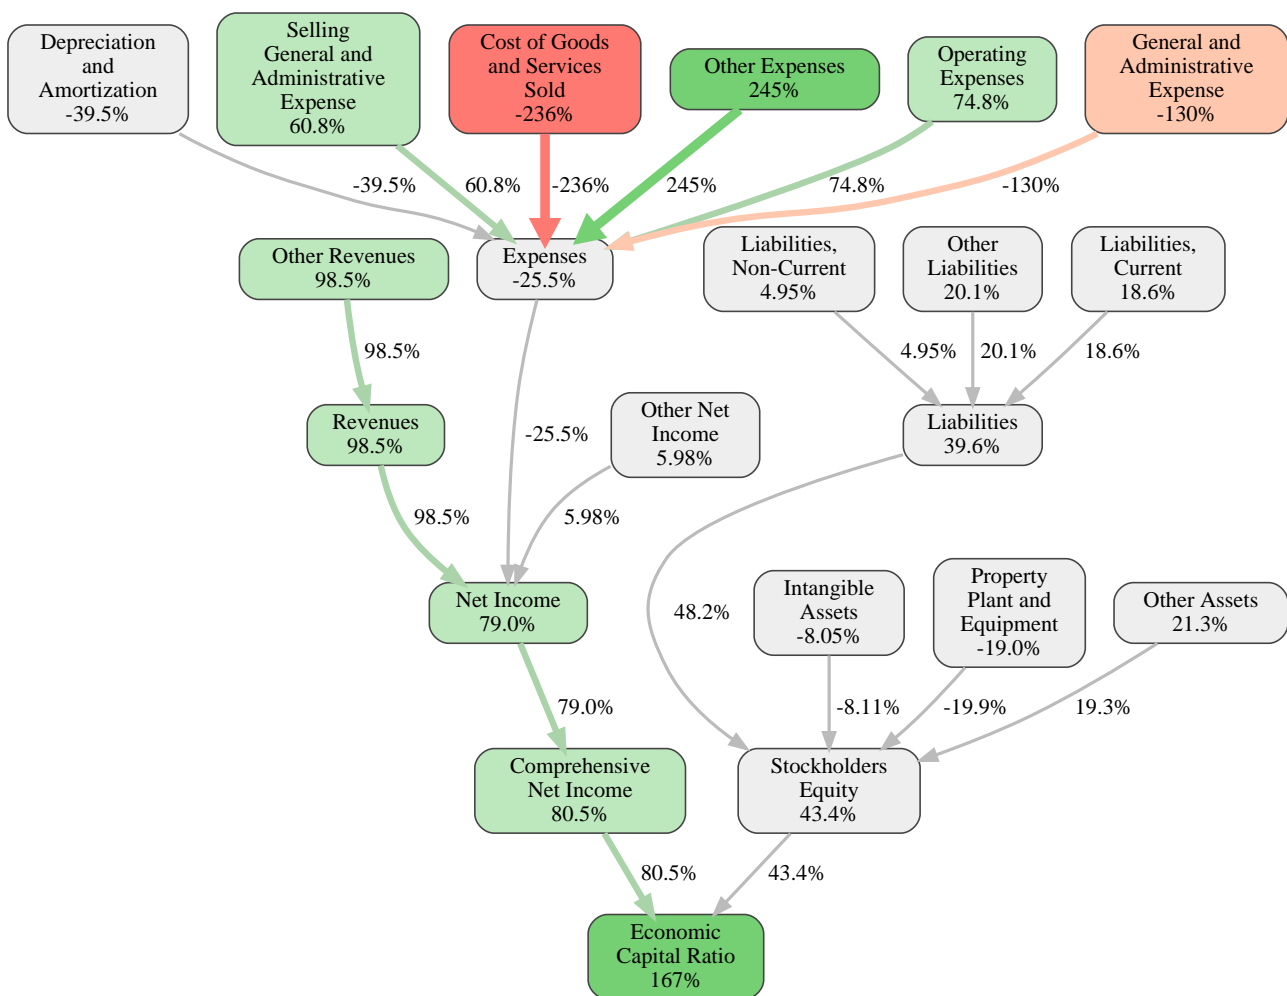 Depreciation
and
Amortization
-39.5%
Selling
General and
Administrative
Expense
60.8%
Cost of Goods
and Services
Sold
-236%
Other Expenses
245%
Operating
Expenses
74.8%
General and
Administrative
Expense
-130%
-39.5%
60.8%
-236%
245%
74.8%
-130%
Other Revenues
98.5%
Expenses
-25.5%
Liabilities,
Non-Current
4.95%
Other
Liabilities
20.1%
Liabilities,
Current
18.6%
98.5%
4.95%
20.1%
18.6%
Revenues
98.5%
-25.5%
Other Net
Income
5.98%
Liabilities
39.6%
98.5%
5.98%
Net Income
79.0%
48.2%
Intangible
Assets
-8.05%
Property
Plant and
Equipment
-19.0%
Other Assets
21.3%
79.0%
-8.11%
-19.9%
19.3%
Comprehensive
Net Income
80.5%
Stockholders
Equity
43.4%
80.5%
43.4%
Economic
Capital Ratio
167%